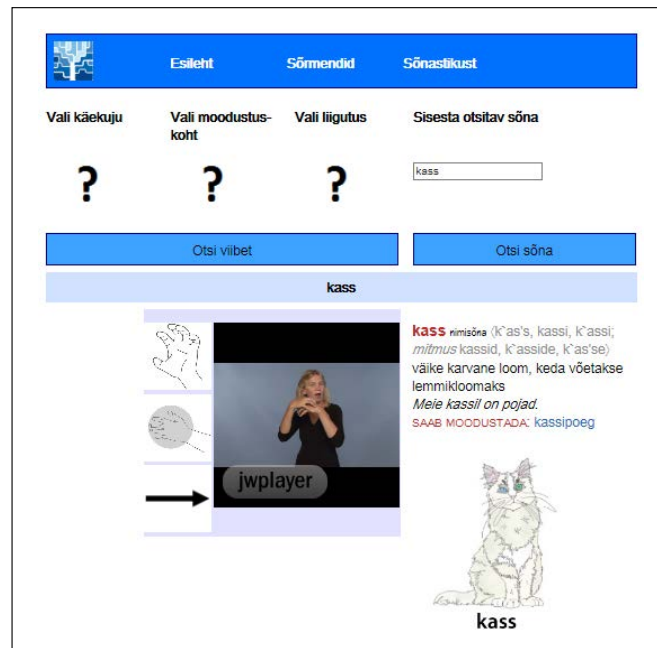 Esileht Sõrmendid Sõnastikust
Vali käekuju Vali moodustus-koht Vali liigutus Sisesta otsitav sõna
? ? ? kass
Otsi viibet Otsi sõna
kass
jwplayer
kass nimisõna (k`as's, kassi, k`assi;
mitmus kassid, k`asside, k`as'se)
väike karvane loom, keda võetakse
lemmikloomaks
Meie kassil on pojad.
SAAB MOODUSTADA: kassipoeg
kass